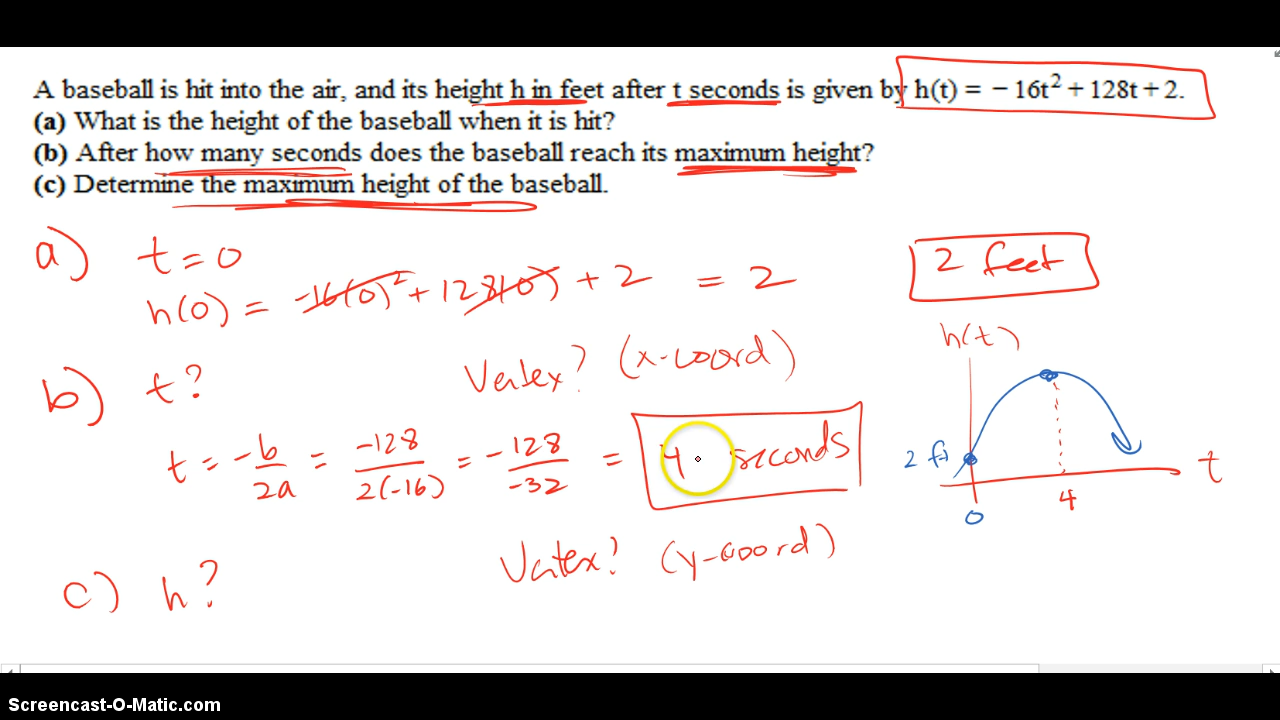 A baseball is hit into the air, and its height h in feet after t seconds is given by h(t) = − 16t² + 128t + 2.
(a) What is the height of the baseball when it is hit?
(b) After how many seconds does the baseball reach its maximum height?
(c) Determine the maximum height of the baseball.
a) t = 0
2 feet
h(0) = -16(0)² + 128(0) + 2 = 2
h(t)
b) t? Vertex? (x-coord)
t = -b/2a = -128/2(-16) = -128/-32 = 4 seconds
2 ft
t
0
4
c) h? Vertex? (y-coord)
Screencast-O-Matic.com